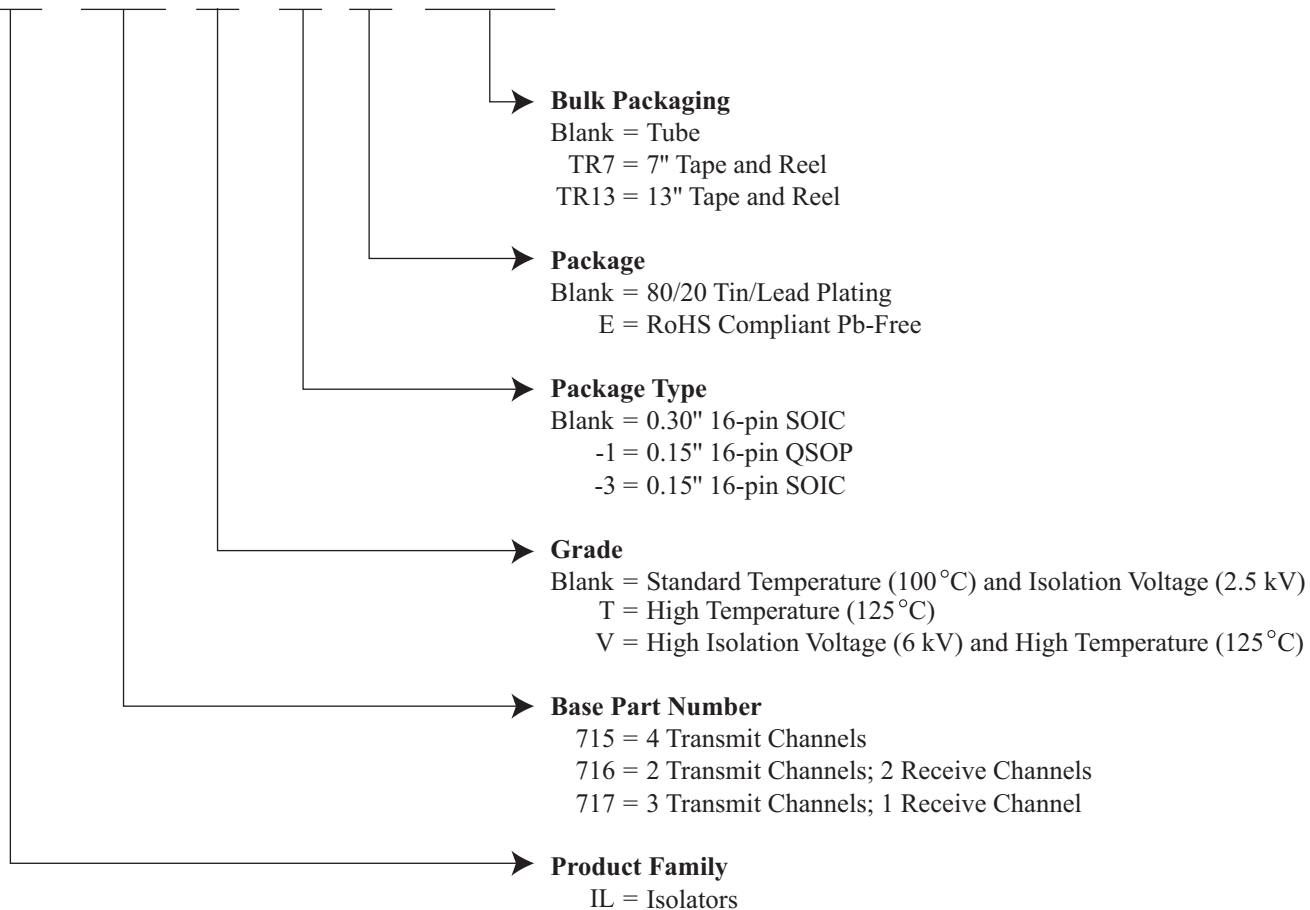 Bulk Packaging
Blank = Tube
TR7 = 7" Tape and Reel
TR13 = 13" Tape and Reel
Package
Blank = 80/20 Tin/Lead Plating
E = RoHS Compliant Pb-Free
Package Type
Blank = 0.30" 16-pin SOIC
-1 = 0.15" 16-pin QSOP
-3 = 0.15" 16-pin SOIC
Grade
Blank = Standard Temperature (100°C) and Isolation Voltage (2.5 kV)
T = High Temperature (125°C)
V = High Isolation Voltage (6 kV) and High Temperature (125°C)
Base Part Number
715 = 4 Transmit Channels
716 = 2 Transmit Channels; 2 Receive Channels
717 = 3 Transmit Channels; 1 Receive Channel
Product Family
IL = Isolators